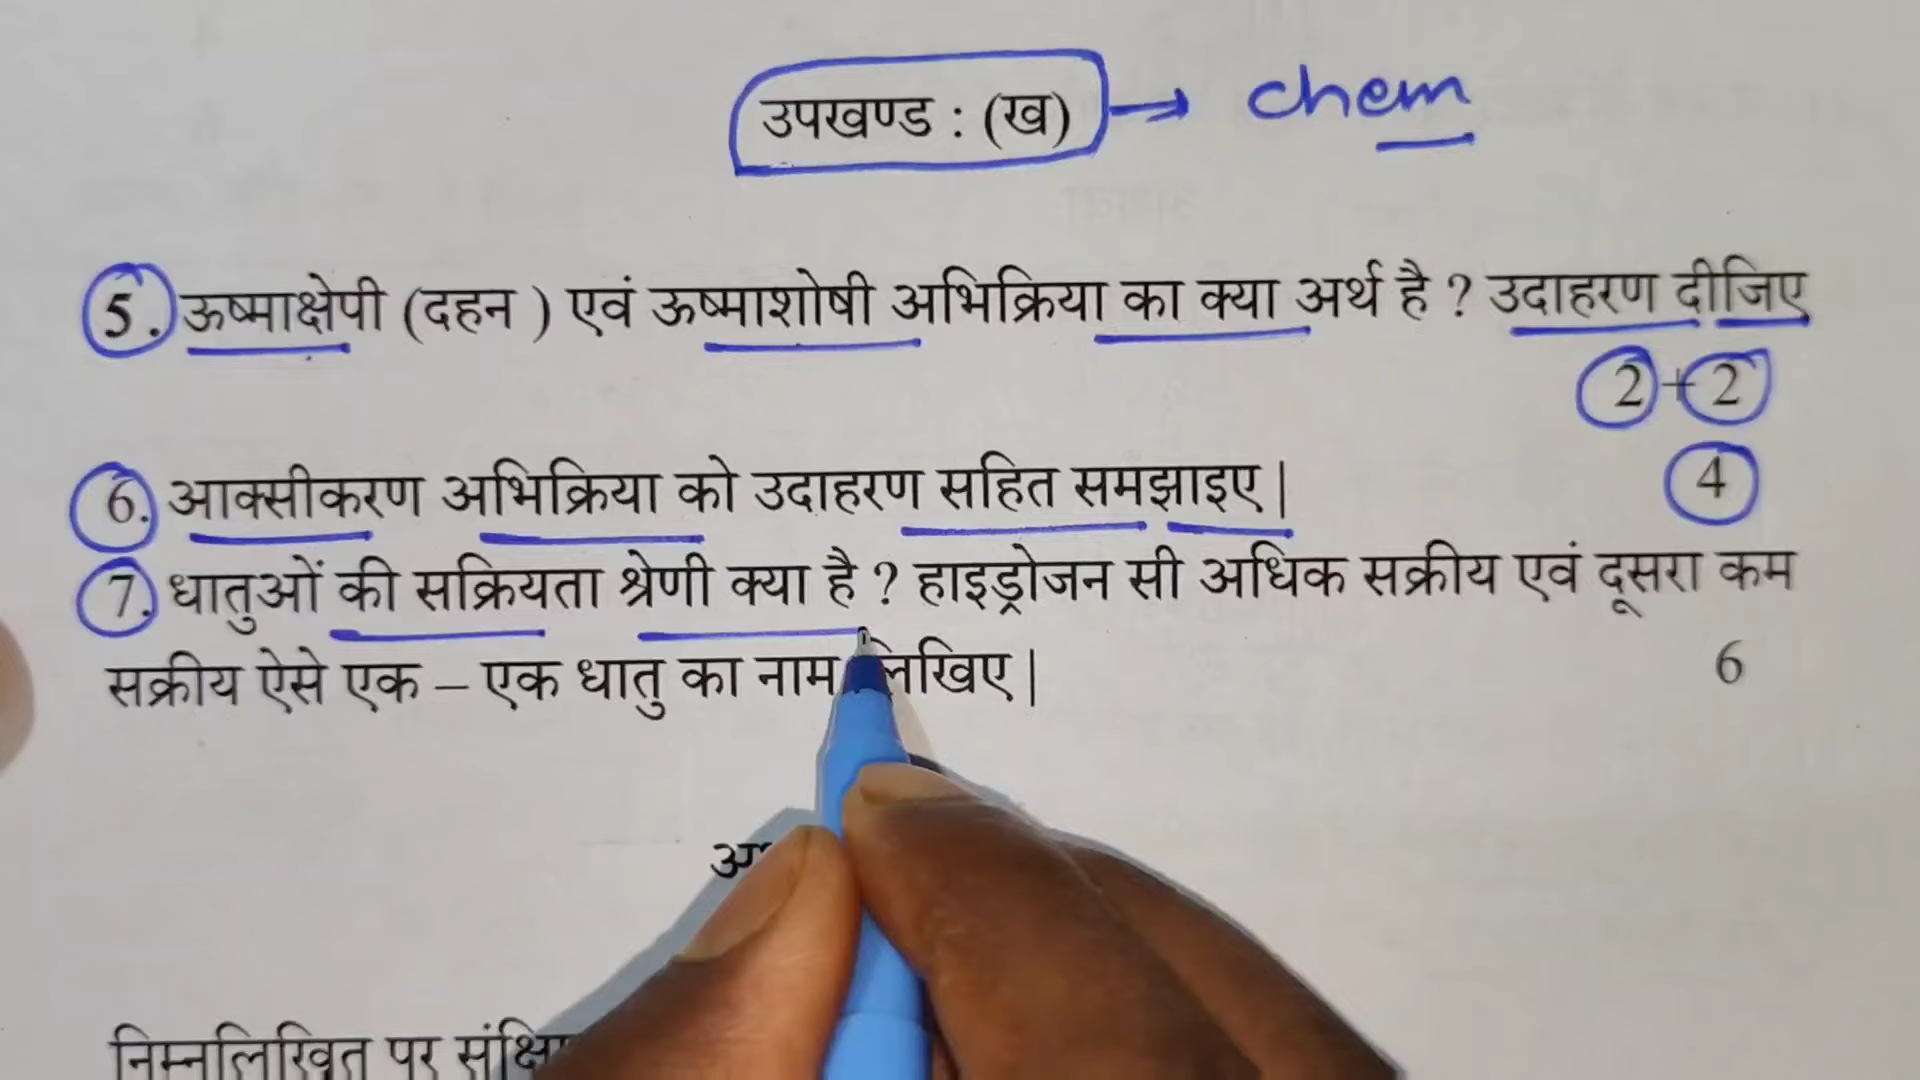 उपखण्ड : (ख) → chem
5. ऊष्माक्षेपी (दहन ) एवं ऊष्माशोषी अभिक्रिया का क्या अर्थ है ? उदाहरण दीजिए
2+2
6. आक्सीकरण अभिक्रिया को उदाहरण सहित समझाइए | 4
7. धातुओं की सक्रियता श्रेणी क्या है ? हाइड्रोजन सी अधिक सक्रीय एवं दूसरा कम
सक्रीय ऐसे एक – एक धातु का नाम लिखिए | 6
निम्नलिखित पर